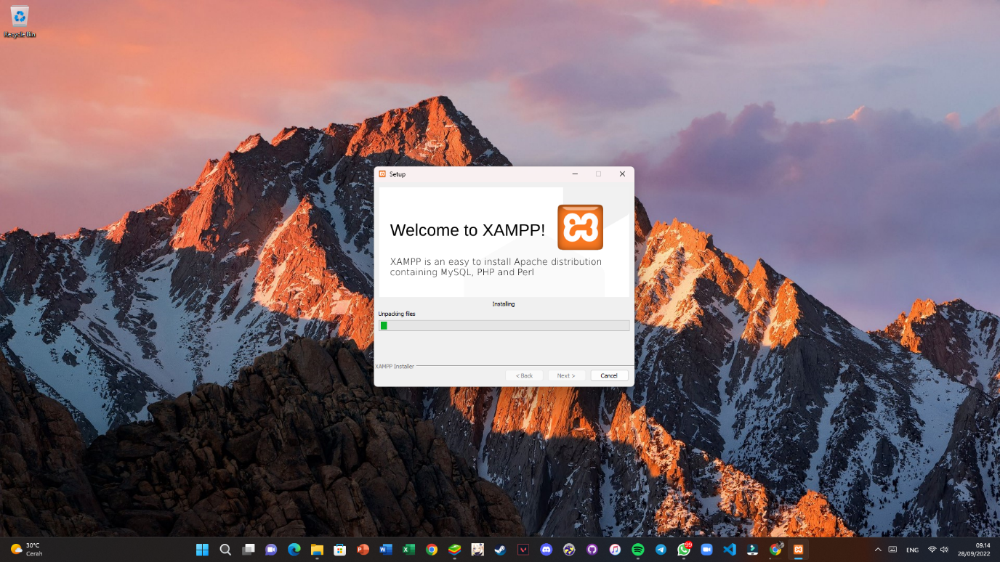 Recycle Bin
Setup
Welcome to XAMPP!
XAMPP is an easy to install Apache distribution
containing MySQL, PHP and Perl
Installing
Unpacking files
XAMPP Installer
< Back
Next >
Cancel
30°C
Cerah
99
ENG
09.14
28/09/2022